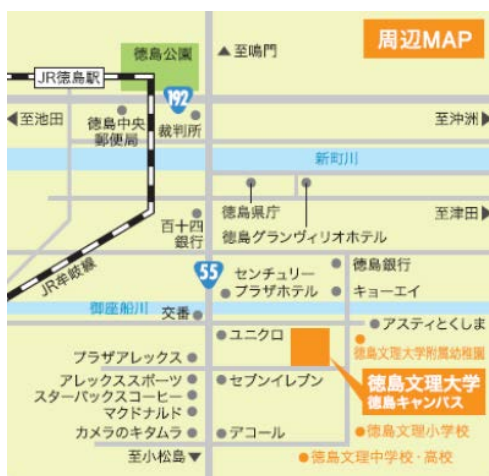 周辺MAP
徳島公園
▲至鳴門
JR徳島駅
192
◀至池田
徳島中央
郵便局
裁判所
至沖洲▶
新町川
徳島県庁
至津田▶
百十四
銀行
徳島グランヴィリオホテル
JR牟岐線
55
センチュリー
プラザホテル
徳島銀行
キョーエイ
御座船川
交番
アスティとくしま
ユニクロ
徳島文理大学附属幼稚園
プラザアレックス
徳島文理大学
徳島キャンパス
アレックススポーツ
セブンイレブン
スターバックスコーヒー
マクドナルド
カメラのキタムラ
デコール
徳島文理小学校
至小松島▼
徳島文理中学校・高校